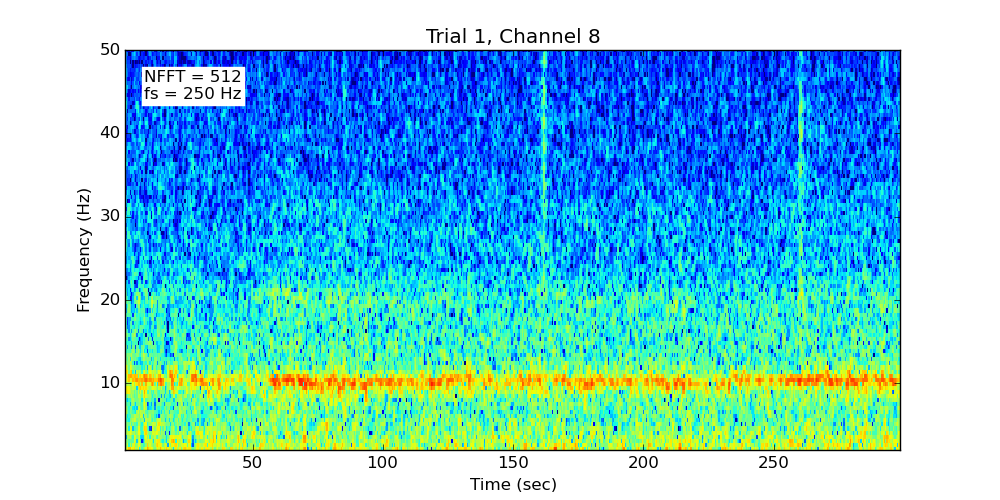 Trial 1, Channel 8
NFFT = 512
fs = 250 Hz
50
40
30
20
10
Frequency (Hz)
50 100 150 200 250
Time (sec)